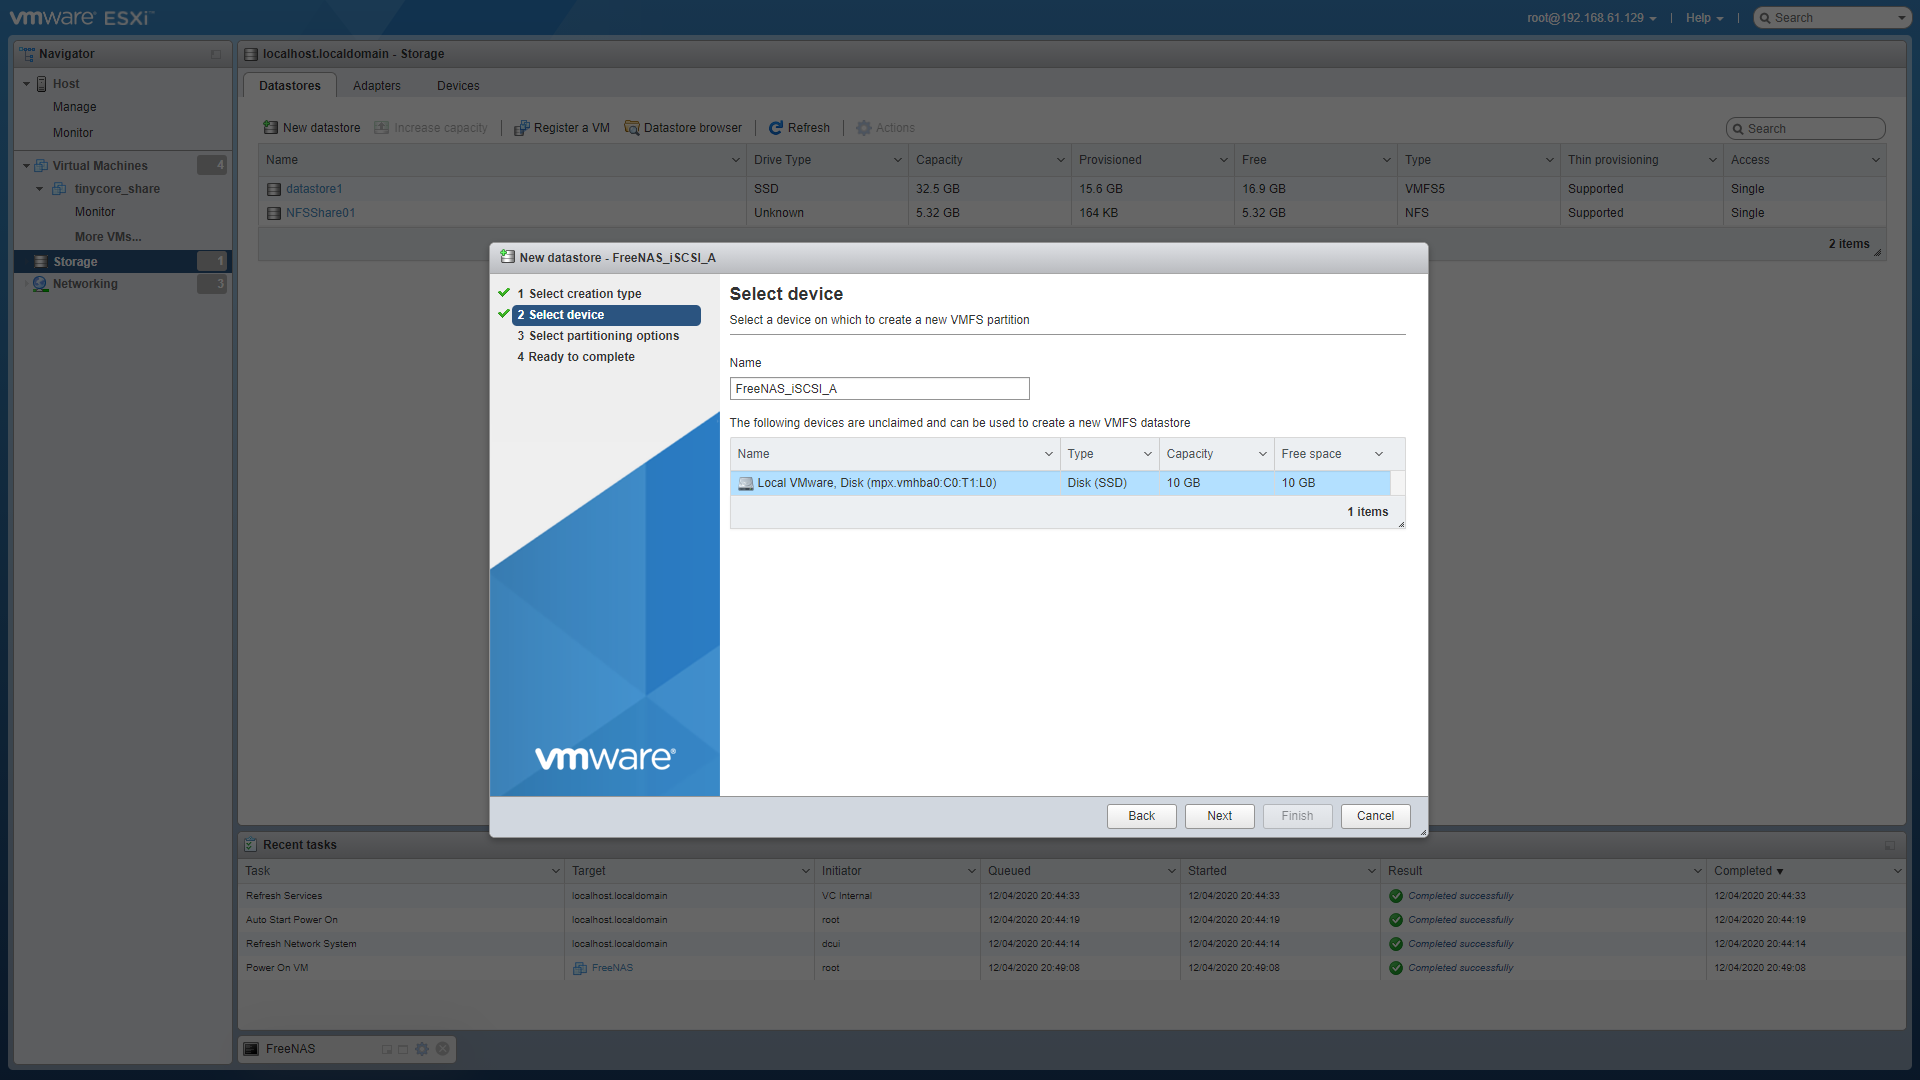 vmware® ESXi™
root@192.168.61.129 | Help | Search
Navigator
Host
Manage
Monitor
Virtual Machines 4
tinycore_share
Monitor
More VMs...
Storage 1
Networking 3
localhost.localdomain - Storage
Datastores Adapters Devices
New datastore Increase capacity | Register a VM Datastore browser | Refresh | Actions
Search
Name Drive Type Capacity Provisioned Free Type Thin provisioning Access
datastore1 SSD 32.5 GB 15.6 GB 16.9 GB VMFS5 Supported Single
NFSShare01 Unknown 5.32 GB 164 KB 5.32 GB NFS Supported Single
2 items
New datastore - FreeNAS_iSCSI_A
1 Select creation type
2 Select device
3 Select partitioning options
4 Ready to complete
vmware®
Select device
Select a device on which to create a new VMFS partition
Name
FreeNAS_iSCSI_A
The following devices are unclaimed and can be used to create a new VMFS datastore
Name Type Capacity Free space
Local VMware, Disk (mpx.vmhba0:C0:T1:L0) Disk (SSD) 10 GB 10 GB
1 items
Back Next Finish Cancel
Recent tasks
Task Target Initiator Queued Started Result Completed ▼
Refresh Services localhost.localdomain VC Internal 12/04/2020 20:44:33 12/04/2020 20:44:33 Completed successfully 12/04/2020 20:44:33
Auto Start Power On localhost.localdomain root 12/04/2020 20:44:19 12/04/2020 20:44:19 Completed successfully 12/04/2020 20:44:19
Refresh Network System localhost.localdomain dcui 12/04/2020 20:44:14 12/04/2020 20:44:14 Completed successfully 12/04/2020 20:44:14
Power On VM FreeNAS root 12/04/2020 20:49:08 12/04/2020 20:49:08 Completed successfully 12/04/2020 20:49:08
FreeNAS